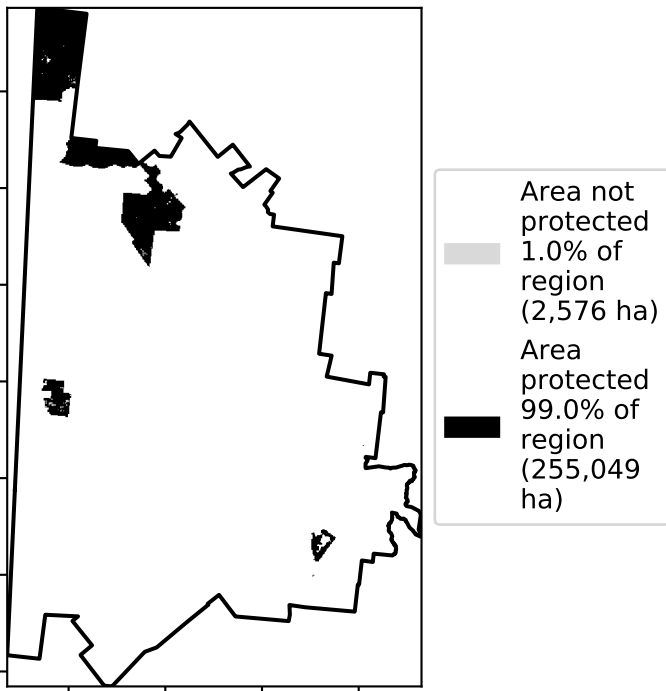 Area not
protected
1.0% of
region
(2,576 ha)
Area
protected
99.0% of
region
(255,049
ha)